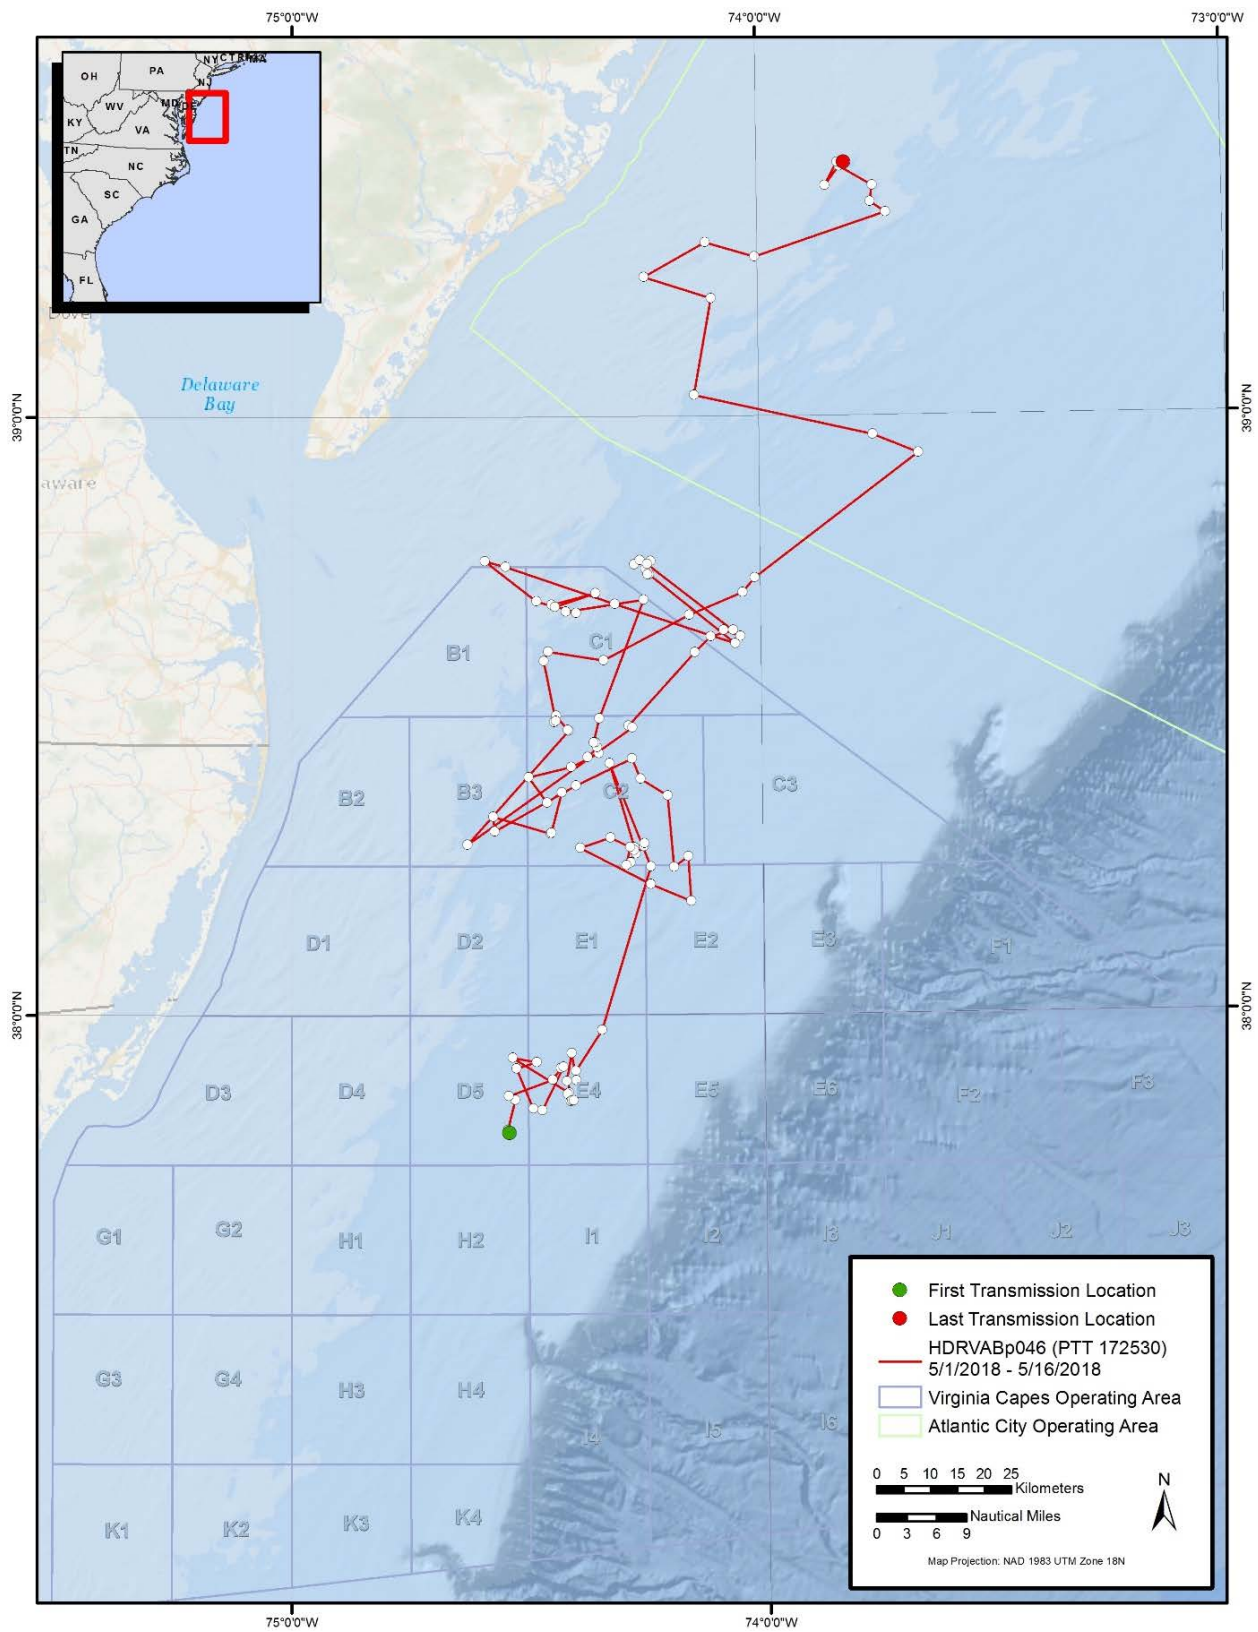 75°0'0"W
74°0'0"W
73°0'0"W
OH
PA
NY
CT
RI
MA
NJ
WV
MD
DE
KY
VA
TN
NC
SC
GA
FL
Dover
Delaware
Bay
39°0'0"N
39°0'0"N
aware
B1
C1
B2
B3
C2
C3
D1
D2
E1
E2
E3
F1
38°0'0"N
38°0'0"N
D3
D4
D5
E4
E5
E6
F2
F3
G1
G2
H1
H2
I1
I2
I3
J1
J2
J3
First Transmission Location
Last Transmission Location
HDRVABp046 (PTT 172530)
5/1/2018 - 5/16/2018
Virginia Capes Operating Area
Atlantic City Operating Area
0 5 10 15 20 25
Kilometers
Nautical Miles
0 3 6 9
N
Map Projection: NAD 1983 UTM Zone 18N
G3
G4
H3
H4
I4
I5
I6
K1
K2
K3
K4
75°0'0"W
74°0'0"W